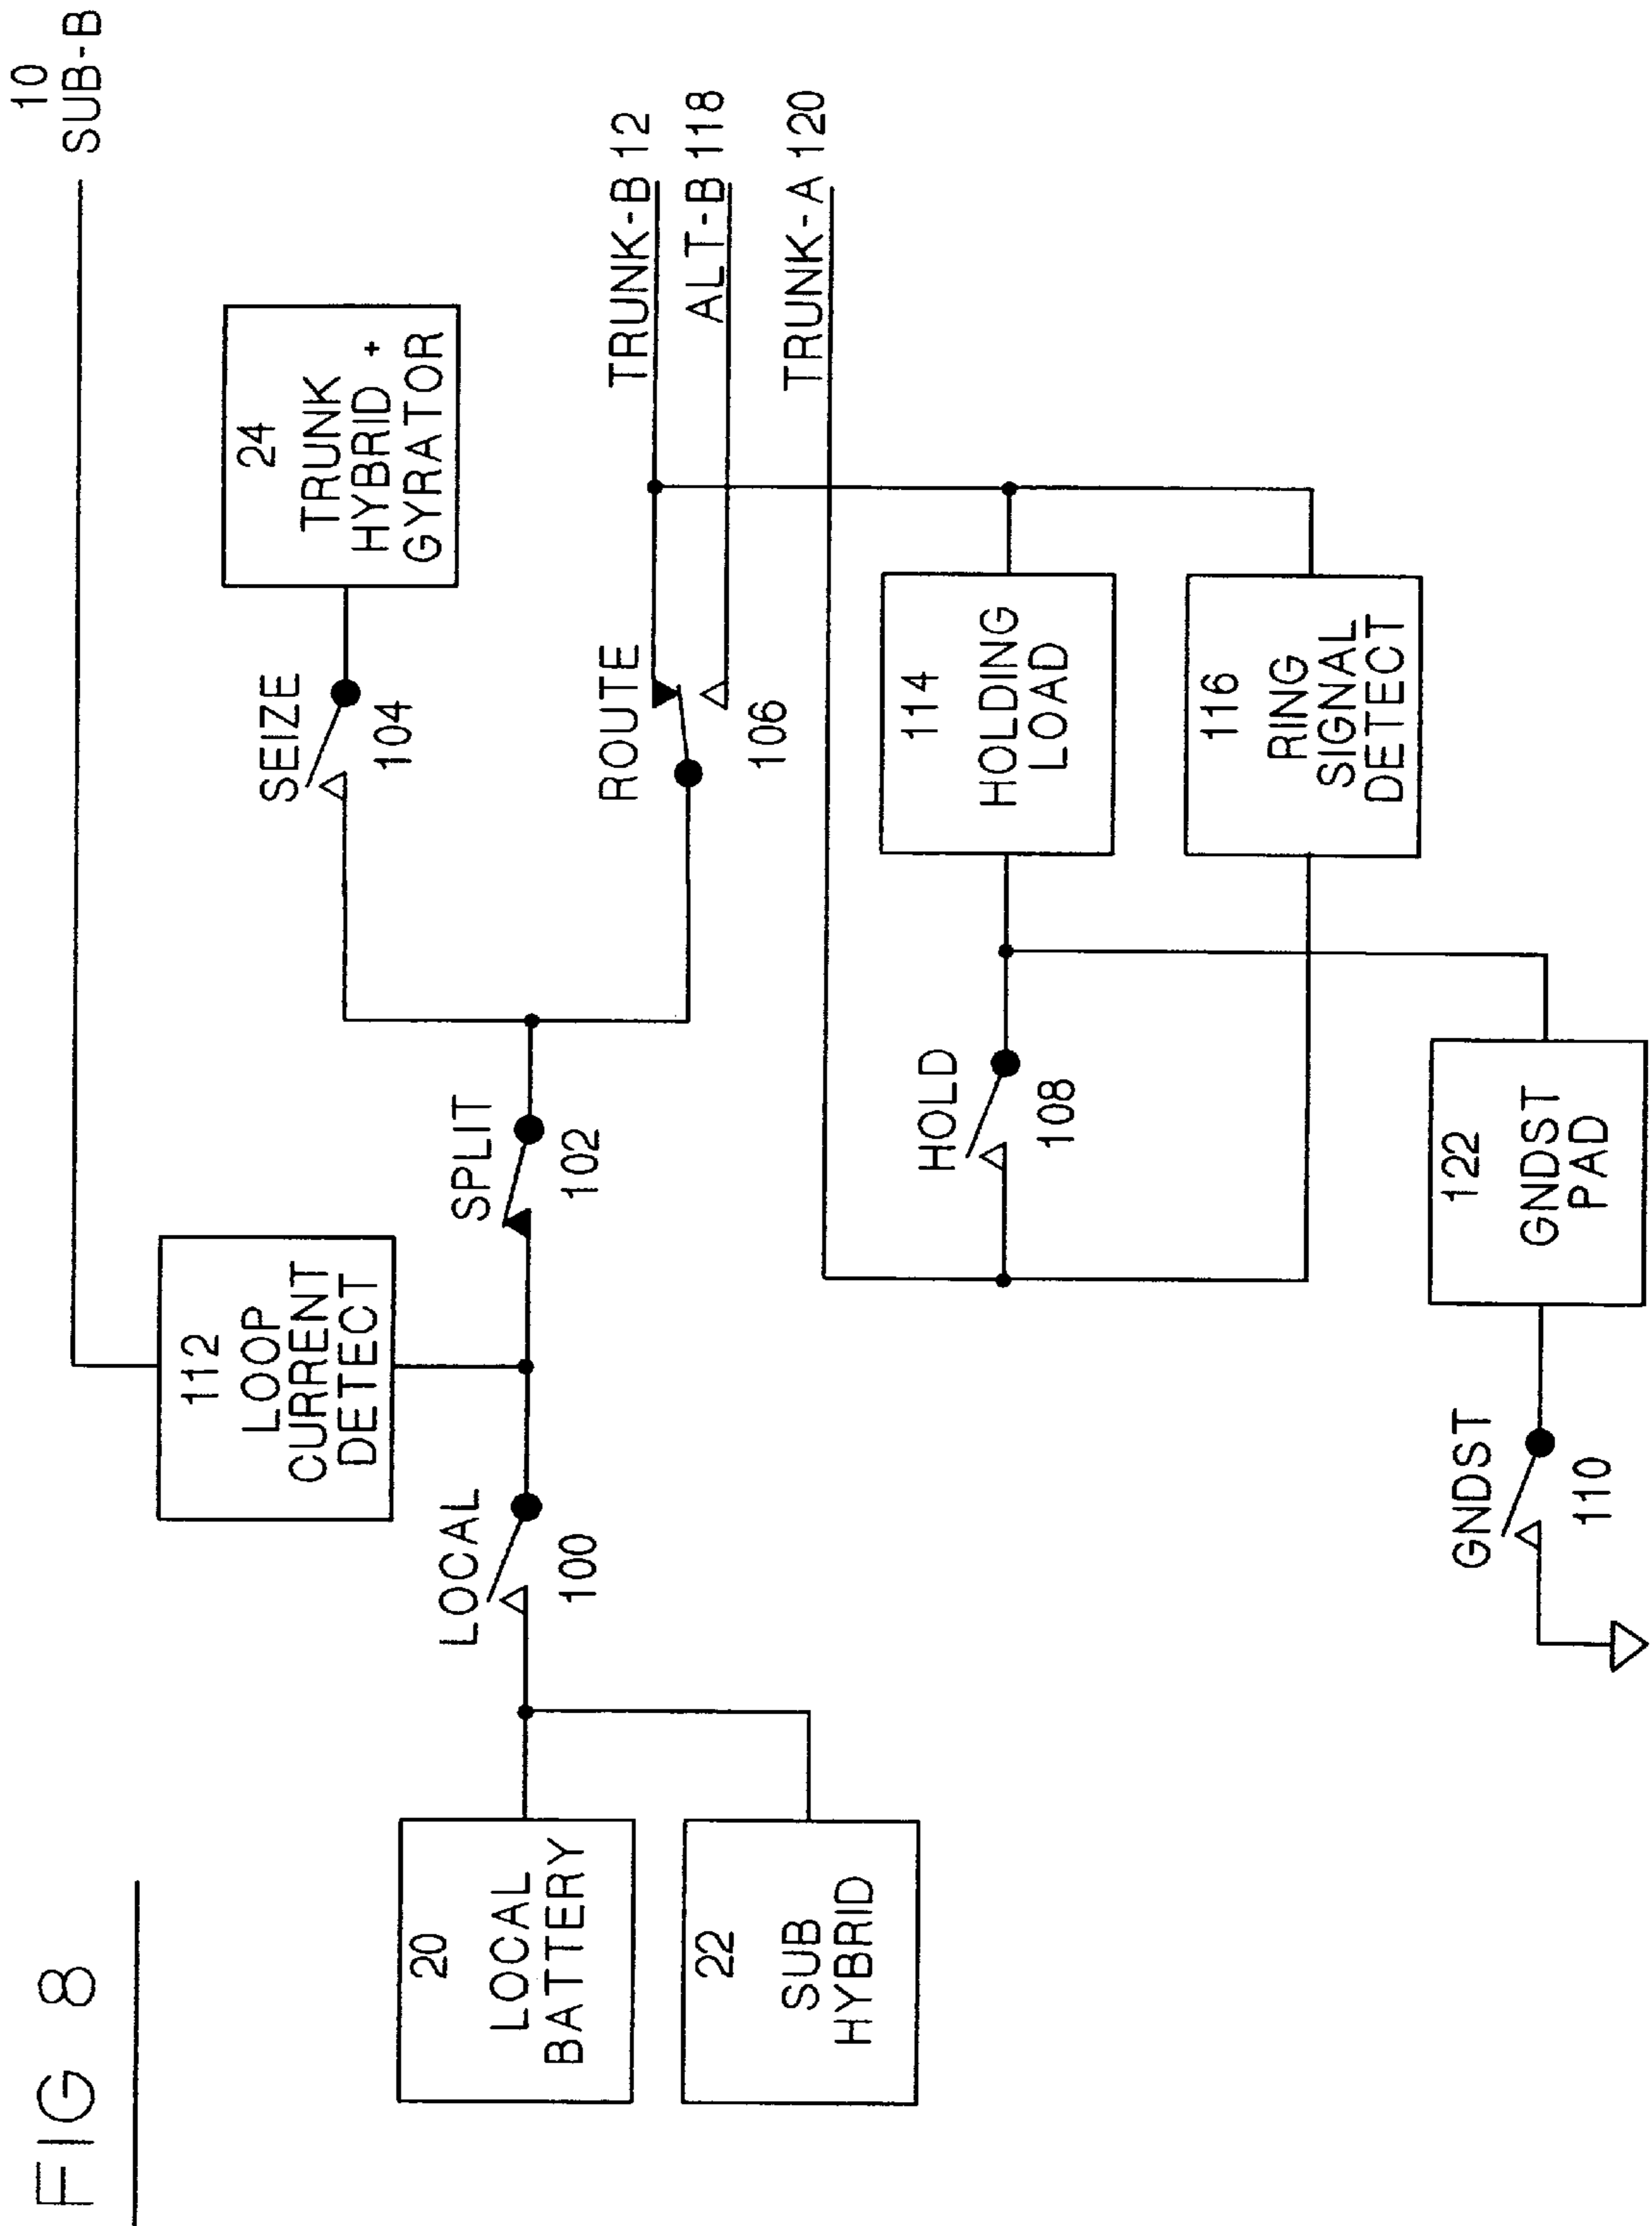 FIG 8
10
SUB-B
24
TRUNK
HYBRID +
GYRATOR
SEIZE
104
112
LOOP
CURRENT
DETECT
TRUNK-B 12
ALT-B 118
TRUNK-A 120
ROUTE
106
SPLIT
102
LOCAL
100
20
LOCAL
BATTERY
22
SUB
HYBRID
114
HOLDING
LOAD
HOLD
108
116
RING
SIGNAL
DETECT
122
GNDST
PAD
GNDST
110